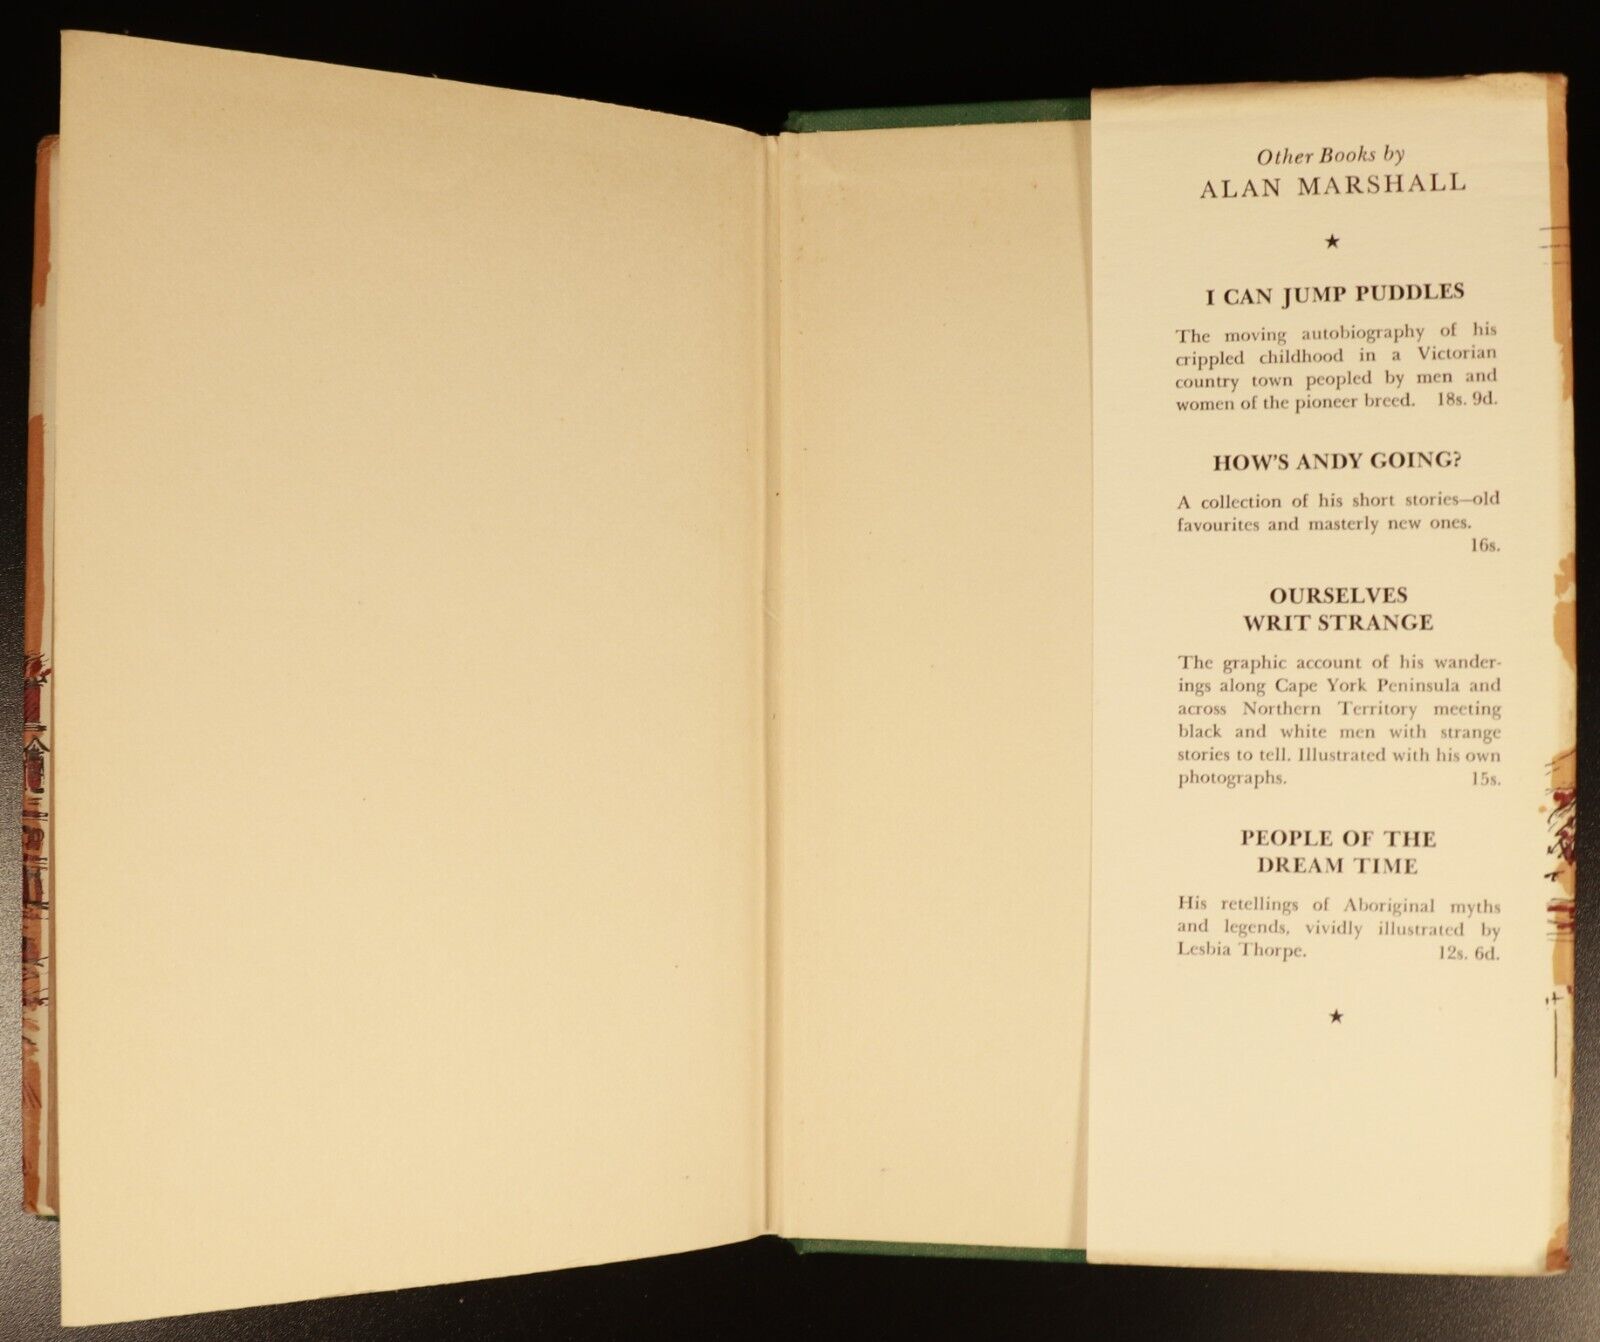 Other Books by
ALAN MARSHALL
★
I CAN JUMP PUDDLES
The moving autobiography of his
crippled childhood in a Victorian
country town peopled by men and
women of the pioneer breed. 18s. 9d.
HOW'S ANDY GOING?
A collection of his short stories—old
favourites and masterly new ones.
16s.
OURSELVES
WRIT STRANGE
The graphic account of his wander-
ings along Cape York Peninsula and
across Northern Territory meeting
black and white men with strange
stories to tell. Illustrated with his own
photographs. 15s.
PEOPLE OF THE
DREAM TIME
His retellings of Aboriginal myths
and legends, vividly illustrated by
Lesbia Thorpe. 12s. 6d.
★